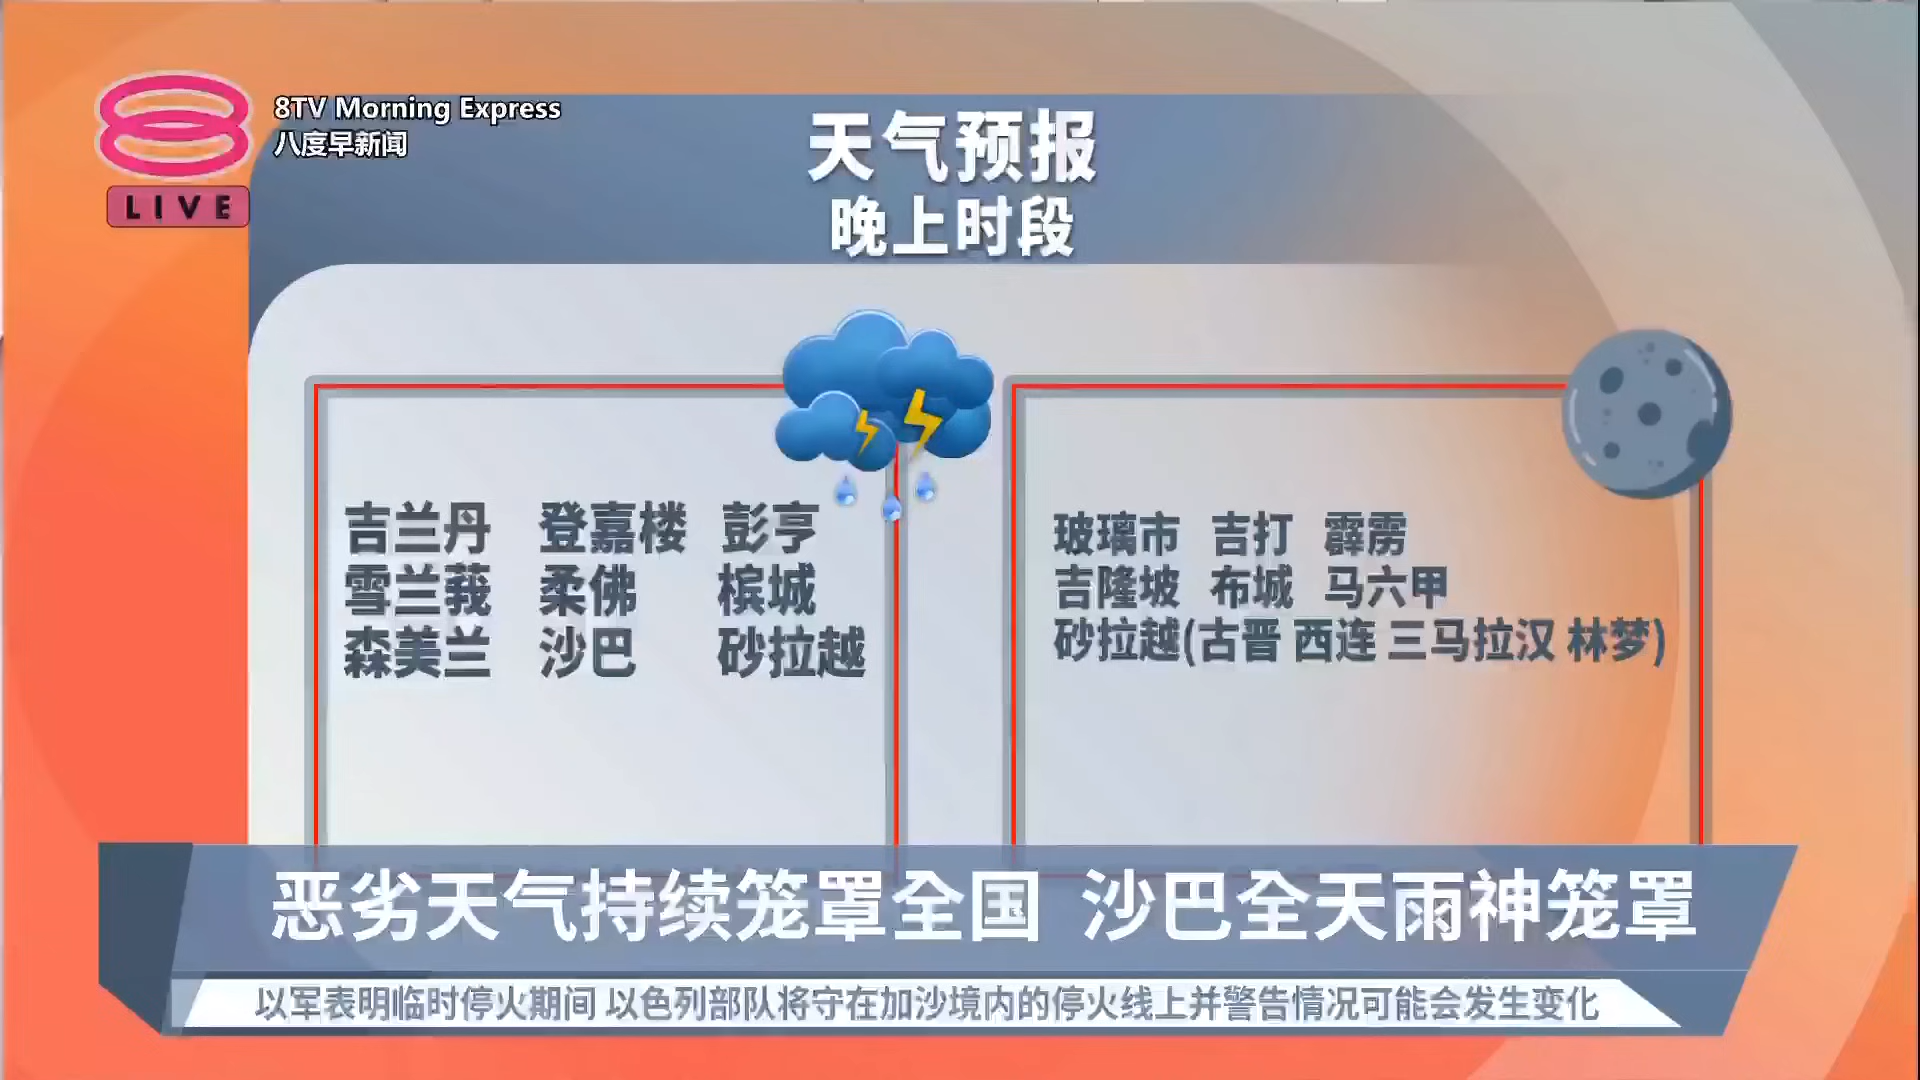 8TV Morning Express
八度早新闻
LIVE
天气预报
晚上时段
吉兰丹 登嘉楼 彭亨
雪兰莪 柔佛 槟城
森美兰 沙巴 砂拉越
玻璃市 吉打 霹雳
吉隆坡 布城 马六甲
砂拉越(古晋 西连 三马拉汉 林梦)
恶劣天气持续笼罩全国 沙巴全天雨神笼罩
以军表明临时停火期间 以色列部队将守在加沙境内的停火线上并警告情况可能会发生变化